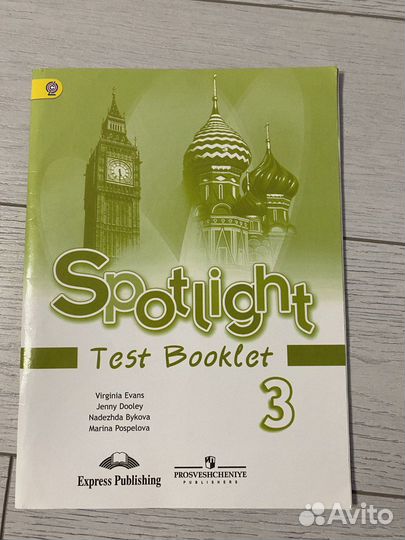 Spotlight
Test Booklet
3
Virginia Evans
Jenny Dooley
Nadezhda Bykova
Marina Pospelova
Express Publishing
PROSVESHCHENIYE
PUBLISHERS
Avito